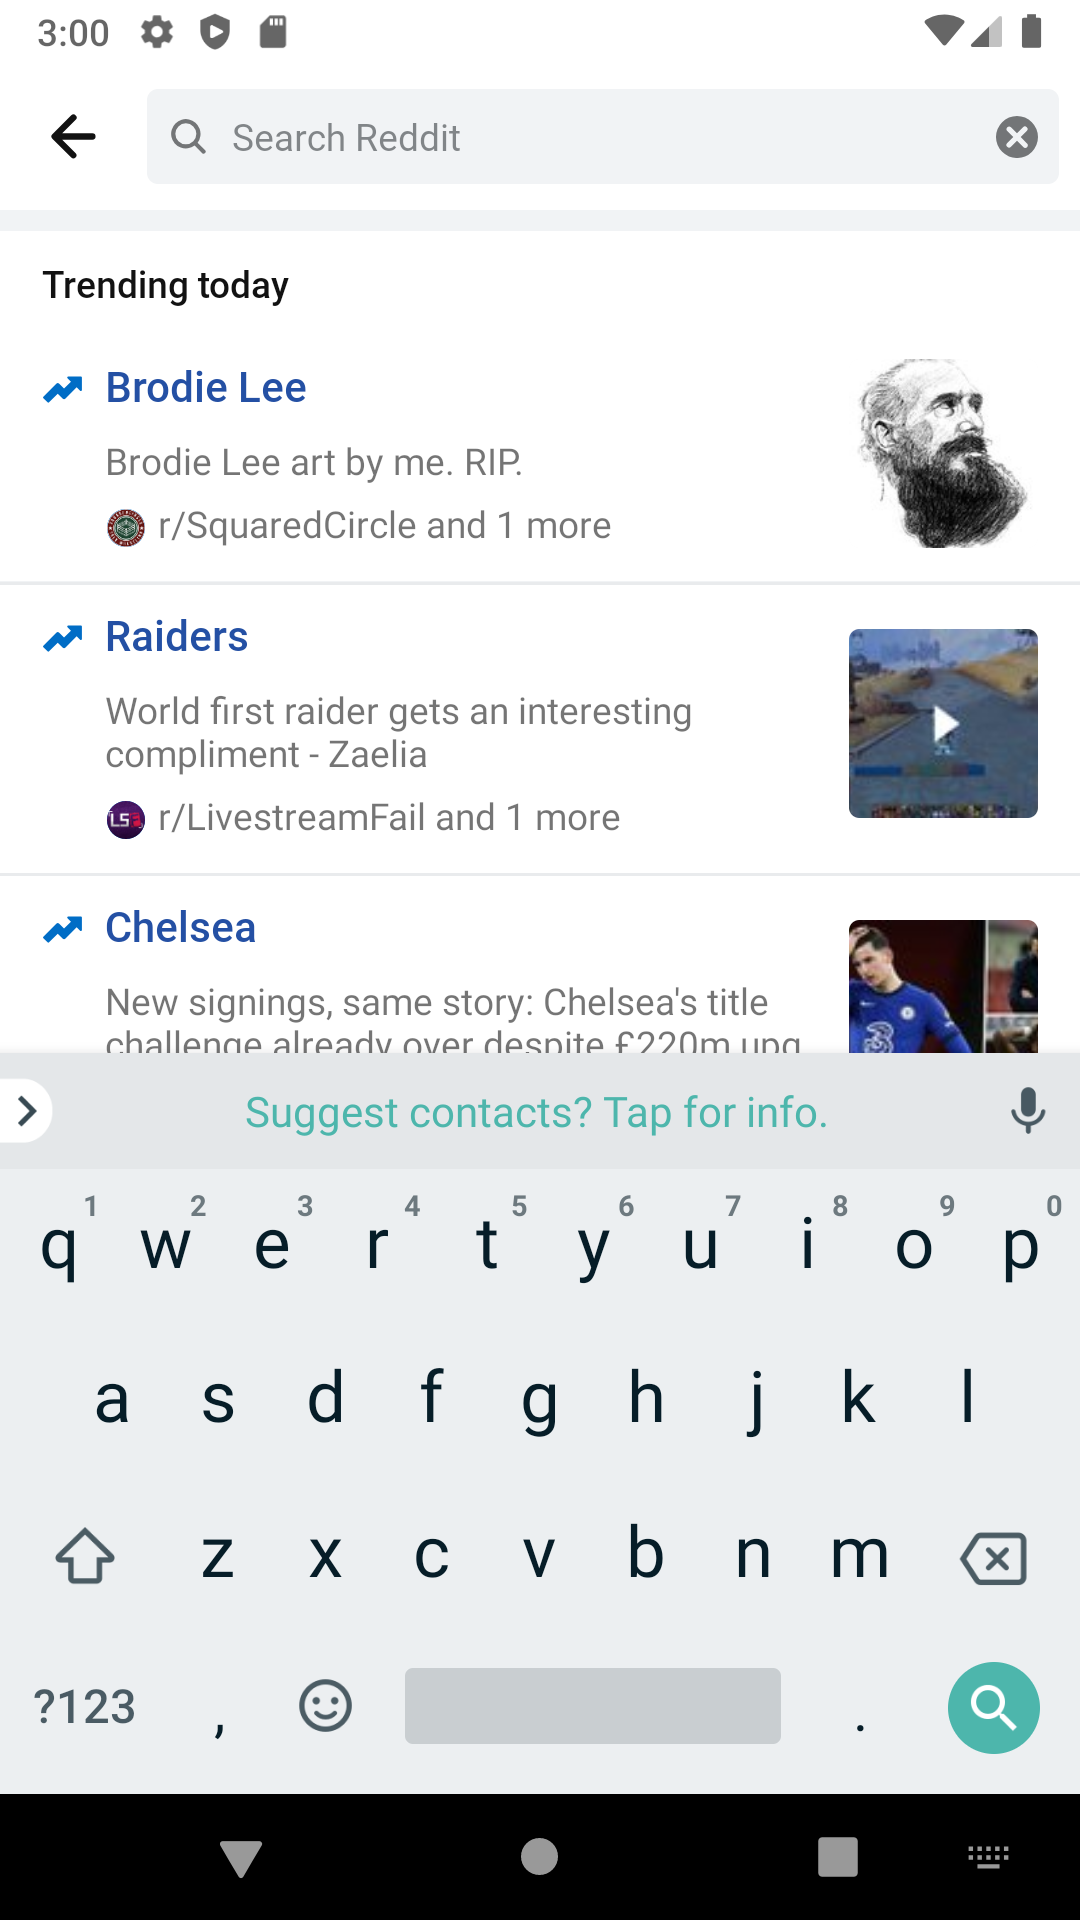 3:00
Search Reddit
Trending today
Brodie Lee
Brodie Lee art by me. RIP.
r/SquaredCircle and 1 more
Raiders
World first raider gets an interesting
compliment - Zaelia
r/LivestreamFail and 1 more
Chelsea
New signings, same story: Chelsea's title
challenge already over despite £220m upg
Suggest contacts? Tap for info.
1 2 3 4 5 6 7 8 9 0
q w e r t y u i o p
a s d f g h j k l
z x c v b n m
?123 , .